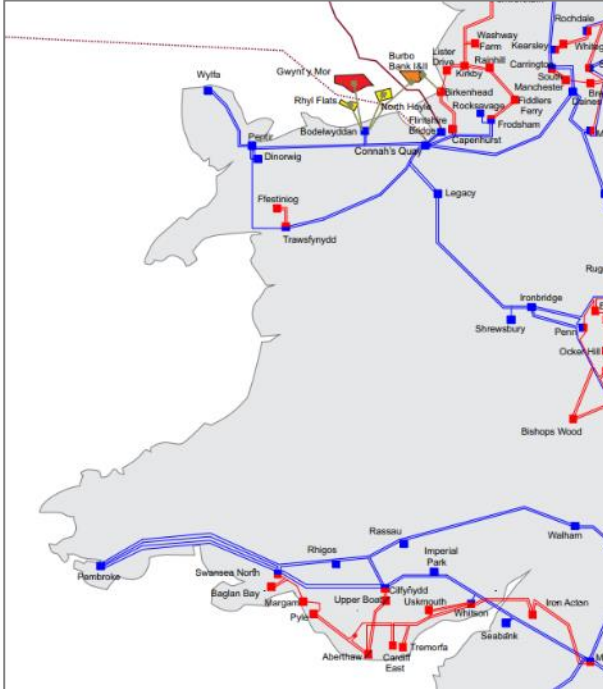 Rochdale
Washway
Farm
Kearsley
Whiteg
Burbo
Bank I&II
Lister
Drive
Rainhill
Carrington
Gwynt y Mor
Kirkby
South
Manchester
Wylfa
Birkenhead
Fiddlers
Ferry
Daines
Rhyl Flats
North Hoyle
Rocksavage
Flintshire
Bridge
Frodsham
Bodelwyddan
Capenhurst
Pentir
Connah's Quay
Dinorwig
Legacy
Ffestiniog
Trawsfynydd
Rug
Ironbridge
Shrewsbury
Penn
Ocker Hill
Bishops Wood
Rassau
Walham
Rhigos
Imperial
Park
Pembroke
Swansea North
Cilfynydd
Baglan Bay
Upper Boat
Uskmouth
Iron Acton
Margam
Whitson
Pyle
Seabank
Tremorfa
Aberthaw
Cardiff
East
M